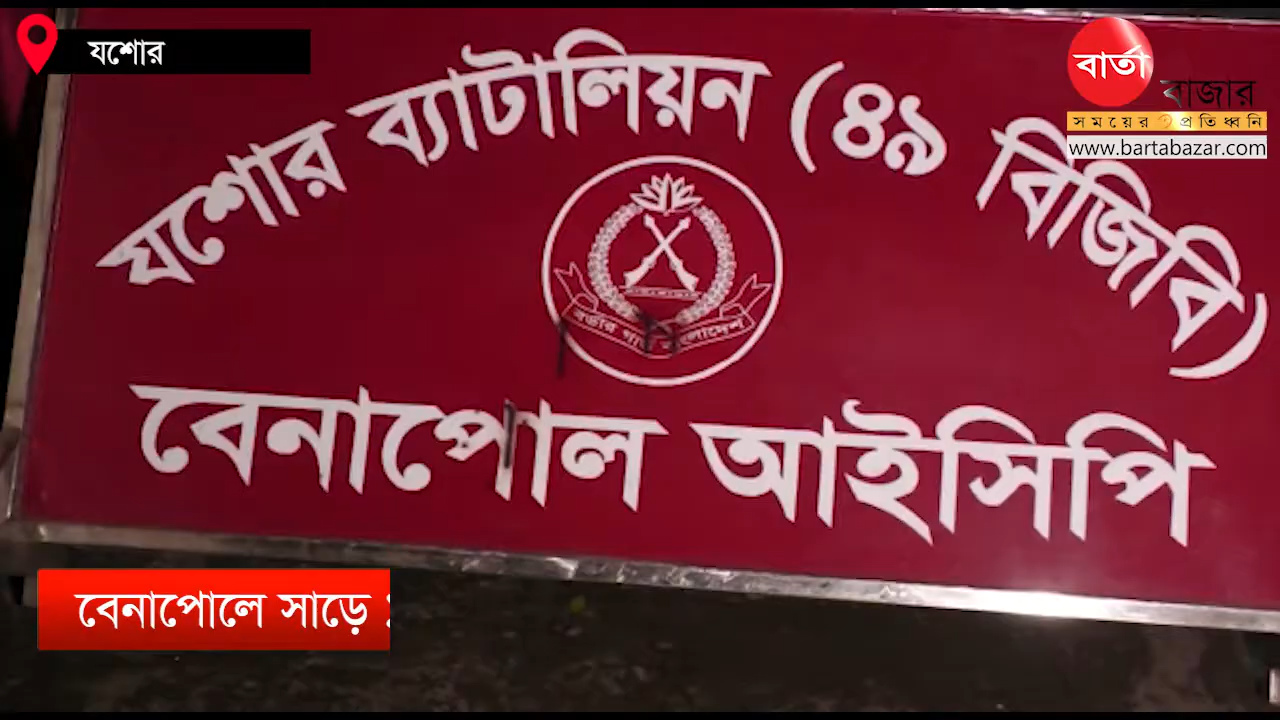 যশোর
বার্তা
বাজার
সময়ের প্রতিধ্বনি
www.bartabazar.com
যশোর ব্যাটালিয়ন (৪৯ বিজিবি)
বেনাপোল আইসিপি
বেনাপোলে সাড়ে